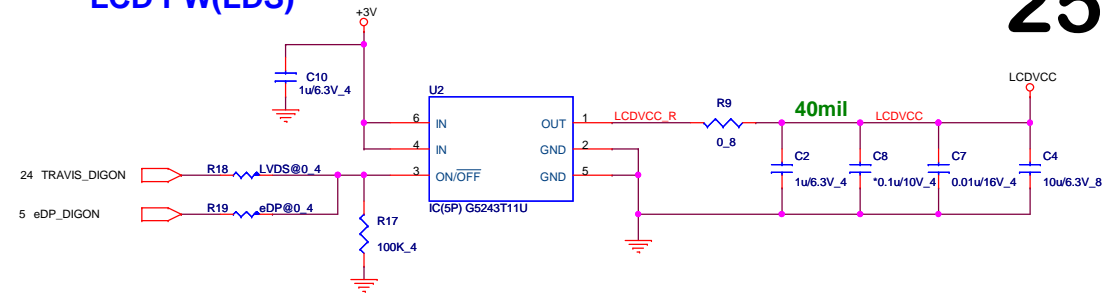 LCD PW(LDS)
25
+3V
C10
1u/6.3V_4
U2
6
IN
4
IN
3
ON/OFF
OUT
1
GND
2
GND
5
IC(5P) G5243T11U
24 TRAVIS_DIGON
R18
LVDS@0_4
5 eDP_DIGON
R19
eDP@0_4
R17
100K_4
LCDVCC_R
R9
0_8
40mil
LCDVCC
LCDVCC
C2
1u/6.3V_4
C8
*0.1u/10V_4
C7
0.01u/16V_4
C4
10u/6.3V_8